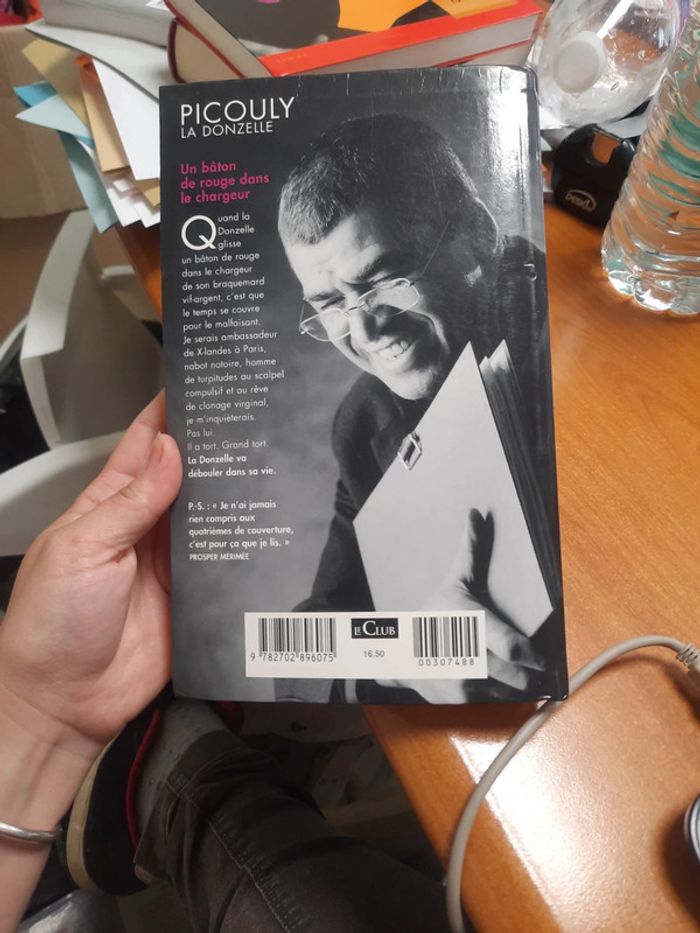 PICOULY
LA DONZELLE
Un bâton
de rouge dans
le chargeur
Quand la
Donzelle
glisse
un bâton de rouge
dans le chargeur
de son braquemard
vif-argent, c'est que
le temps se couvre
pour le malfaisant.
Je serais ambassadeur
de X-landes à Paris,
nabot notoire, homme
de turpitudes au scalpel
compulsif et au rêve
de clonage virginal,
je m'inquièterais.
Pas lui.
Il a tort. Grand tort.
La Donzelle va
débouler dans sa vie.
P.-S. : « Je n'ai jamais
rien compris aux
quatrièmes de couverture,
c'est pour ça que je lis. »
PROSPER MÉRIMÉE
LE CLUB
16.50
9 782702 896075
00307488